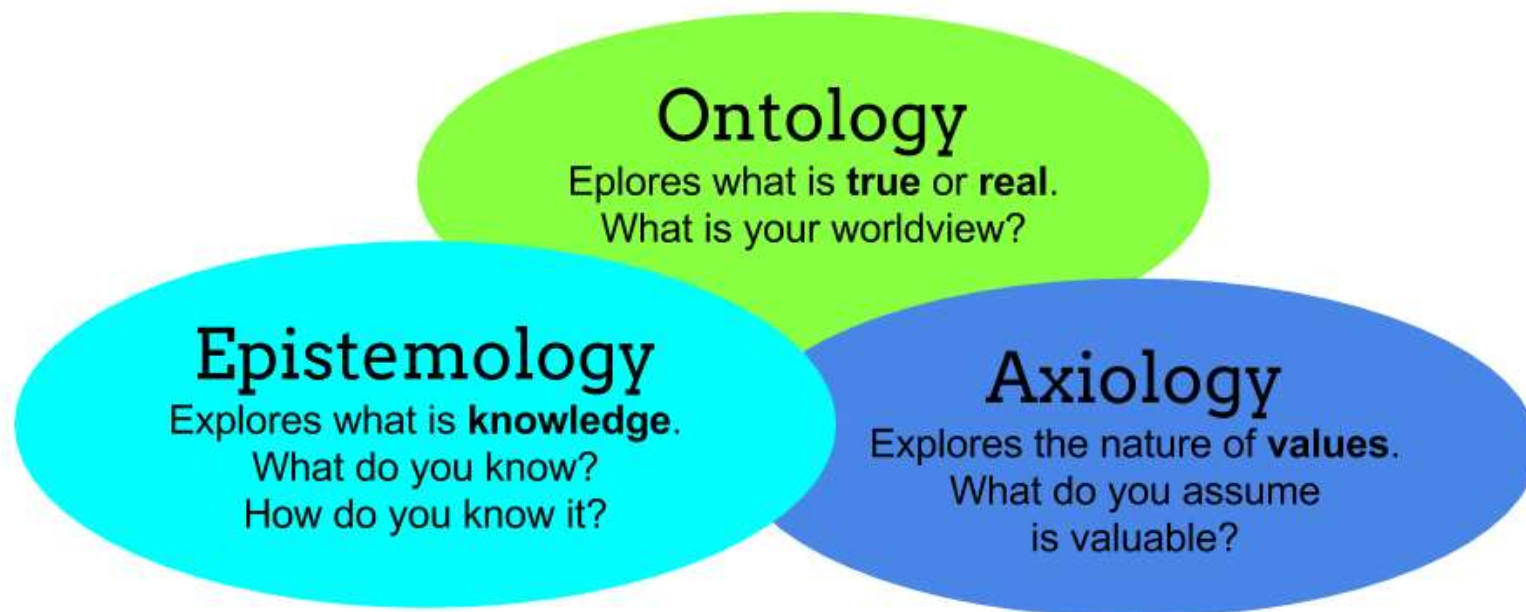 Ontology
Eplores what is true or real.
What is your worldview?
Epistemology
Explores what is knowledge.
What do you know?
How do you know it?
Axiology
Explores the nature of values.
What do you assume
is valuable?